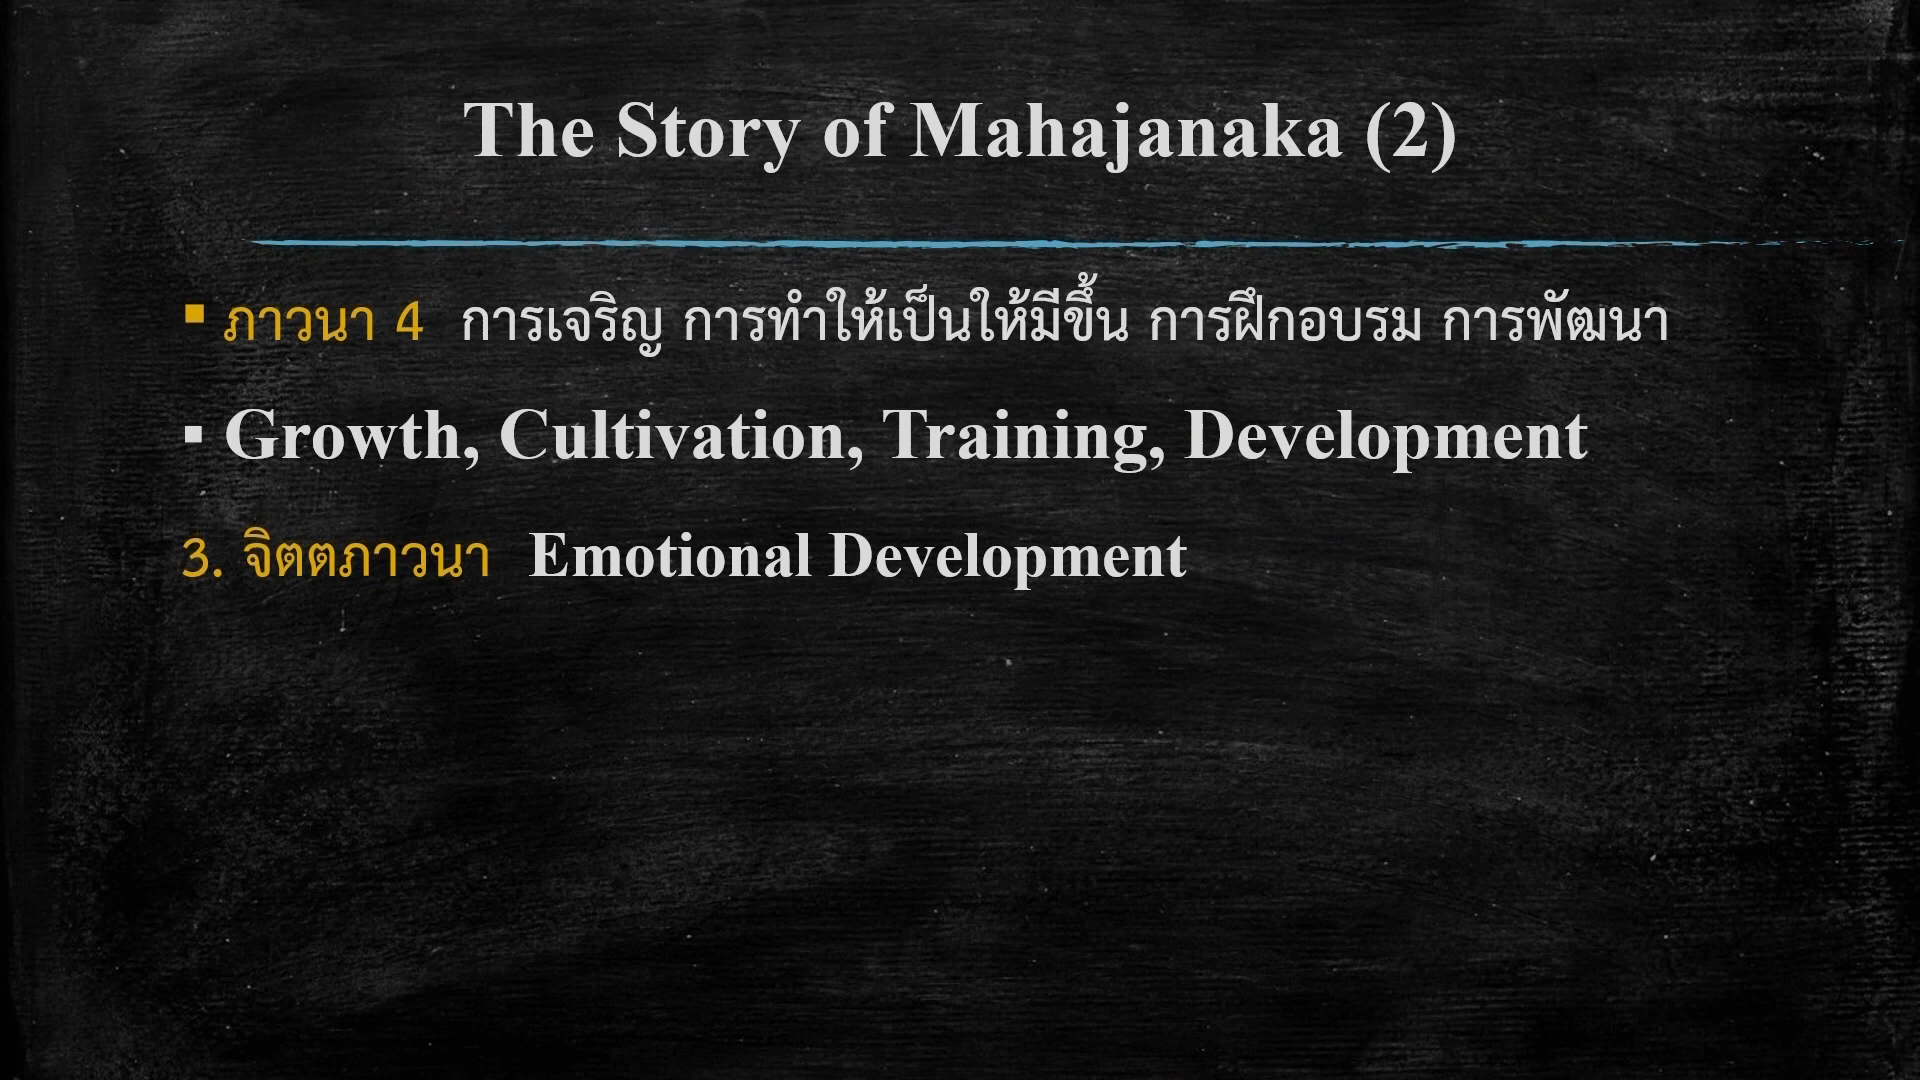 The Story of Mahajanaka (2)
▪ ภาวนา 4 การเจริญ การทำให้เป็นให้มีขึ้น การฝึกอบรม การพัฒนา
▪ Growth, Cultivation, Training, Development
3. จิตตภาวนา Emotional Development